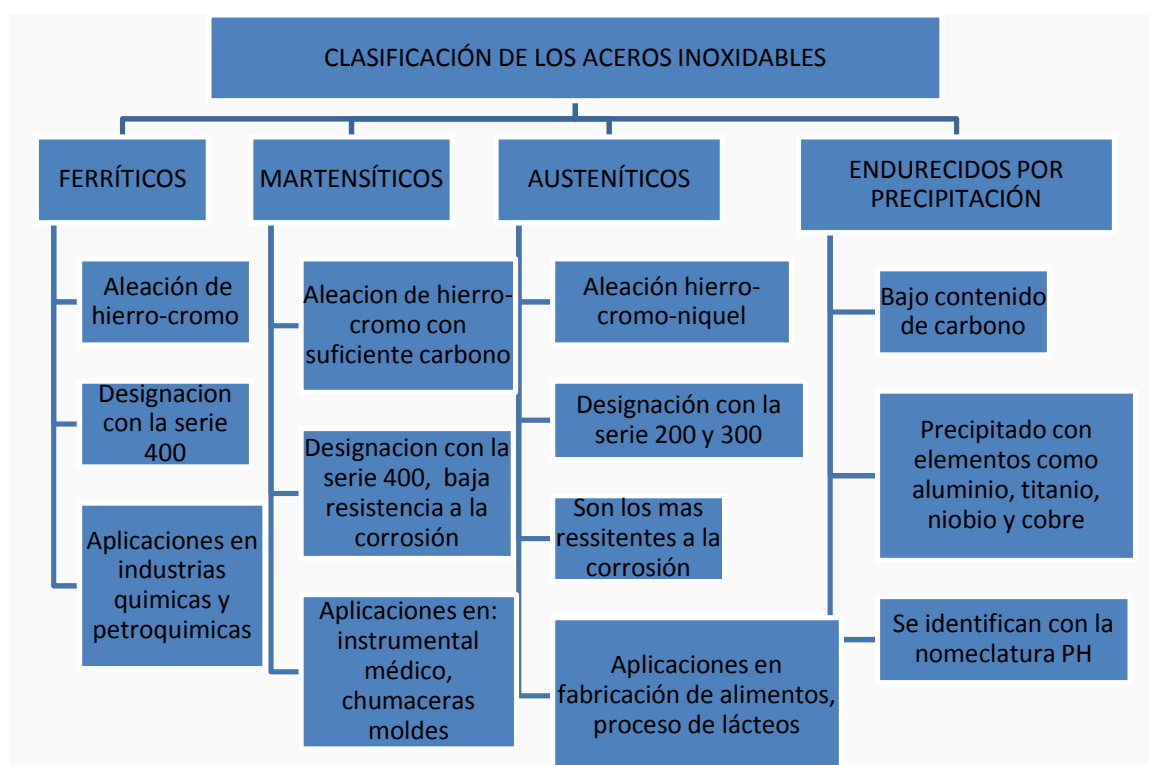 CLASIFICACIÓN DE LOS ACEROS INOXIDABLES
FERRÍTICOS
Aleación de
hierro-cromo
Designacion
con la serie
400
Aplicaciones en
industrias
quimicas y
petroquimicas
MARTENSÍTICOS
Aleacion de hierro-
cromo con
suficiente carbono
Designacion con la
serie 400, baja
resistencia a la
corrosión
Aplicaciones en:
instrumental
médico,
chumaceras
moldes
AUSTENÍTICOS
Aleación hierro-
cromo-niquel
Designación con la
serie 200 y 300
Son los mas
ressitentes a la
corrosión
Aplicaciones en
fabricación de alimentos,
proceso de lácteos
ENDURECIDOS POR
PRECIPITACIÓN
Bajo contenido
de carbono
Precipitado con
elementos como
aluminio, titanio,
niobio y cobre
Se identifican con la
nomeclatura PH